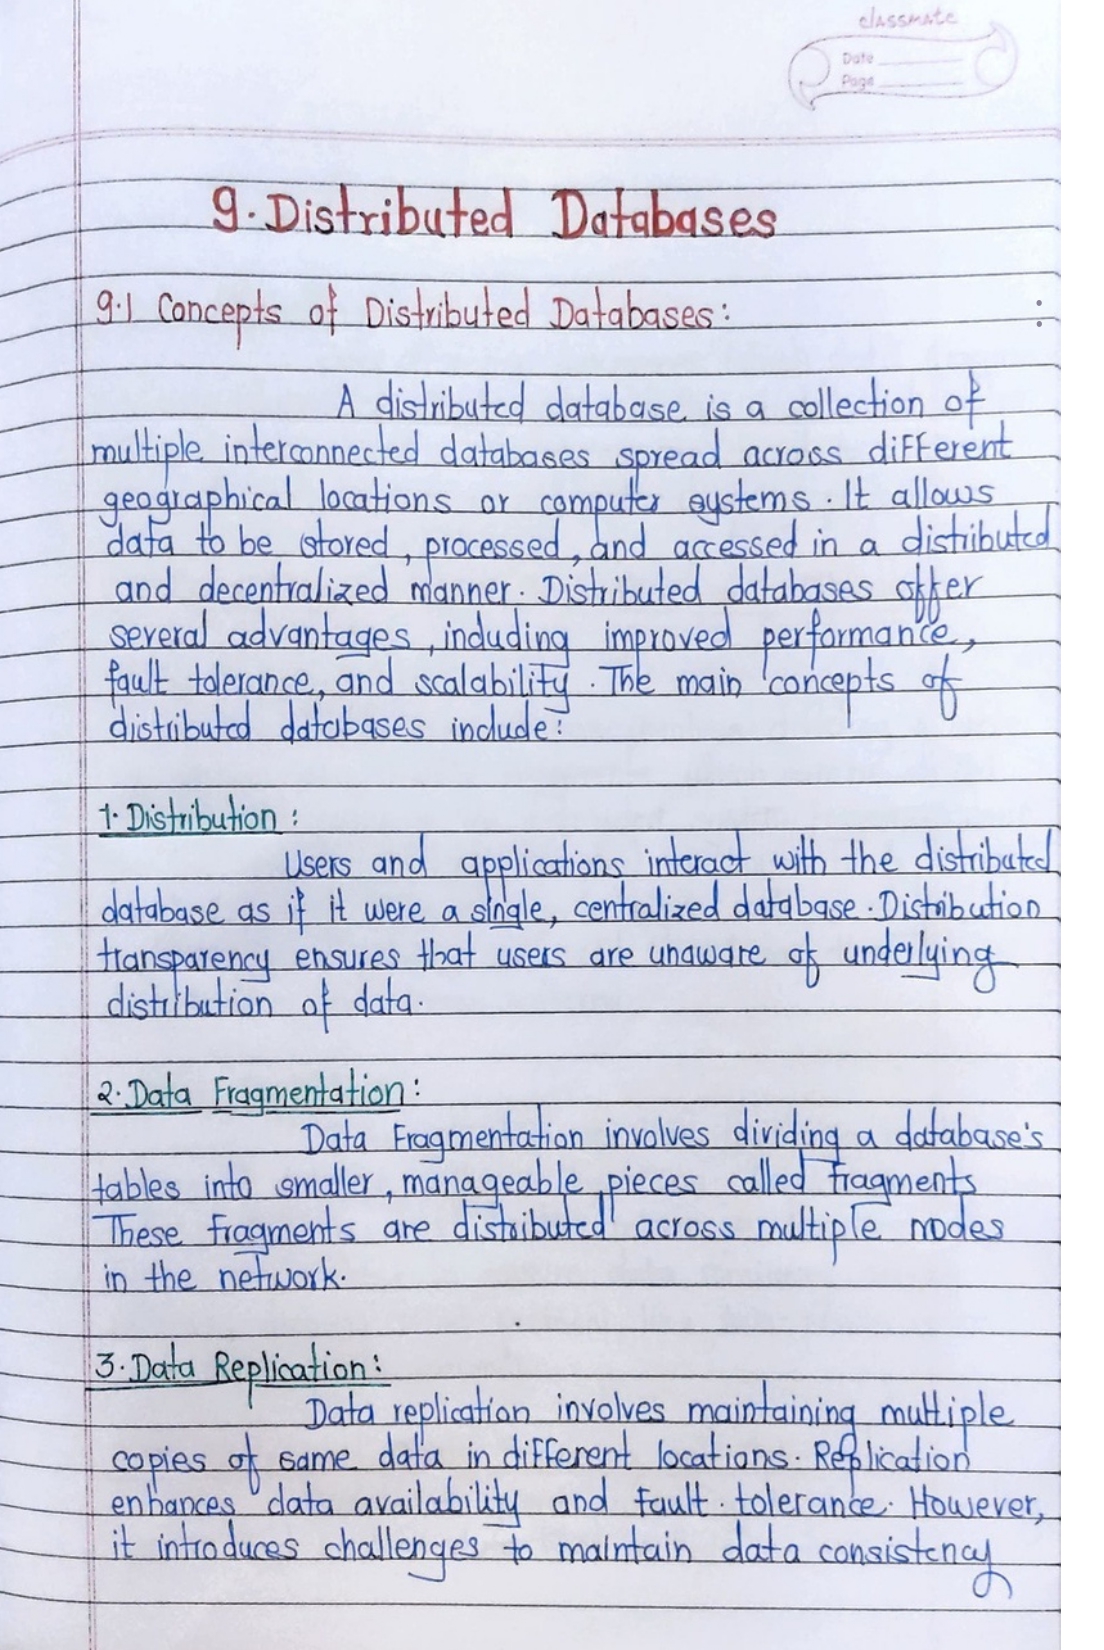 classmate
Date
Page
9. Distributed Databases
9.1 Concepts of Distributed Databases:
A distributed database is a collection of
multiple interconnected databases spread across different
geographical locations or computer systems. It allows
data to be stored, processed, and accessed in a distributed
and decentralized manner. Distributed databases offer
several advantages, including improved performance,
fault tolerance, and scalability. The main concepts of
distributed databases include:
1. Distribution:
Users and applications interact with the distributed
database as if it were a single, centralized database. Distribution
transparency ensures that users are unaware of underlying
distribution of data.
2. Data Fragmentation:
Data Fragmentation involves dividing a database's
tables into smaller, manageable pieces called fragments
These fragments are distributed across multiple nodes
in the network.
3. Data Replication:
Data replication involves maintaining multiple
copies of same data in different locations. Replication
enhances data availability and fault tolerance. However,
it introduces challenges to maintain data consistency